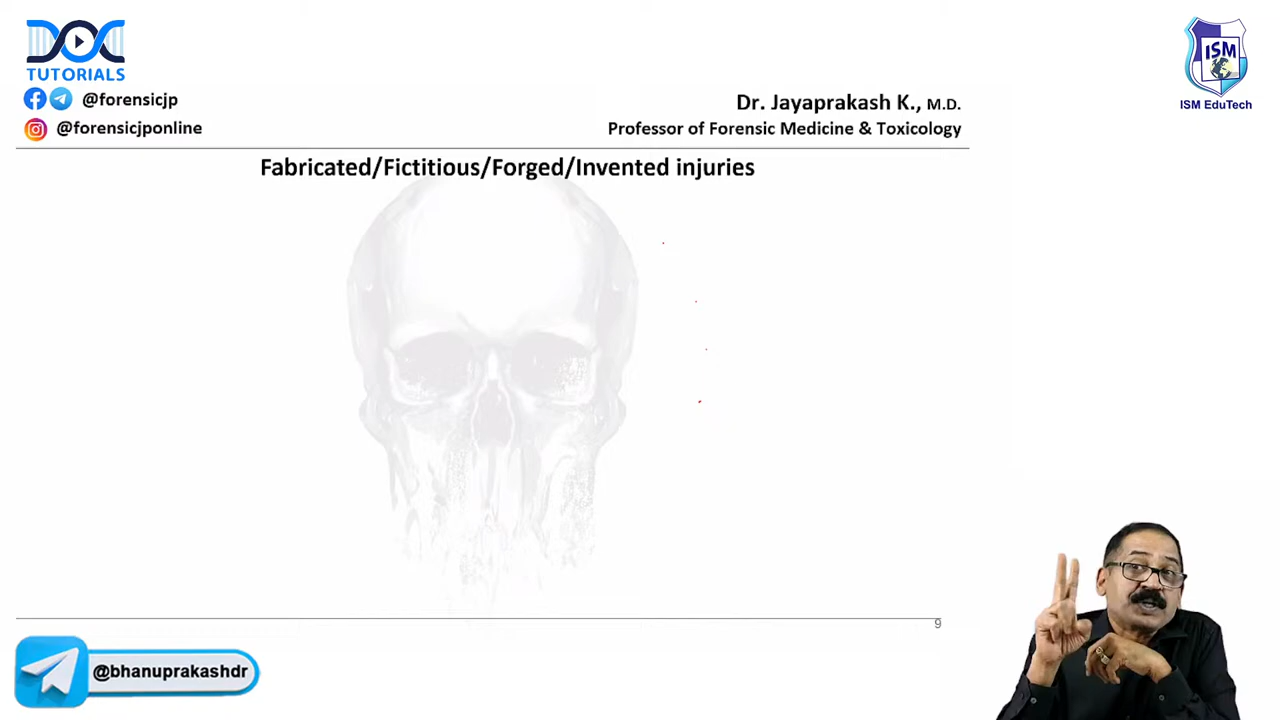 DOC
TUTORIALS
@forensicjp
@forensicjponline
ISM
ISM EduTech
Dr. Jayaprakash K., M.D.
Professor of Forensic Medicine & Toxicology
Fabricated/Fictitious/Forged/Invented injuries
9
@bhanuprakashdr